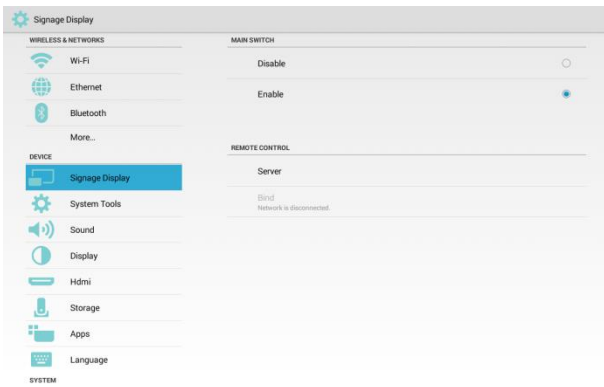 Signage Display
WIRELESS & NETWORKS
Wi-Fi
Ethernet
Bluetooth
More...
DEVICE
Signage Display
System Tools
Sound
Display
Hdmi
Storage
Apps
Language
SYSTEM
MAIN SWITCH
Disable
Enable
REMOTE CONTROL
Server
Bind
Network is disconnected.